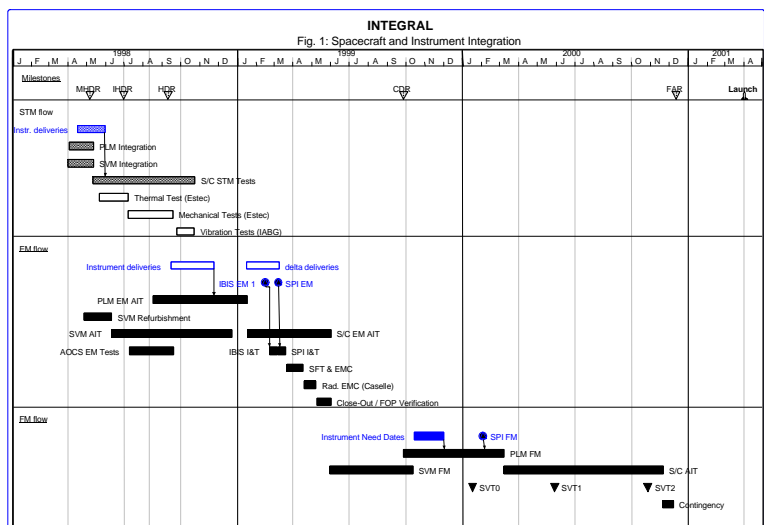 INTEGRAL
Fig. 1: Spacecraft and Instrument Integration
1998 1999 2000 2001
J F M A M J J A S O N D J F M A M J J A S O N D J F M A M J J A S O N D J F M A
Milestones
MHDR IHDR HDR CDR FAR Launch
STM flow
Instr. deliveries
PLM Integration
SVM Integration
S/C STM Tests
Thermal Test (Estec)
Mechanical Tests (Estec)
Vibration Tests (IABG)
EM flow
Instrument deliveries delta deliveries
IBIS EM 1 SPI EM
PLM EM AIT
SVM Refurbishment
SVM AIT S/C EM AIT
AOCS EM Tests IBIS I&T SPI I&T
SFT & EMC
Rad. EMC (Caselle)
Close-Out / FOP Verification
FM flow
Instrument Need Dates SPI FM
PLM FM
SVM FM S/C AIT
SVT0 SVT1 SVT2
Contingency